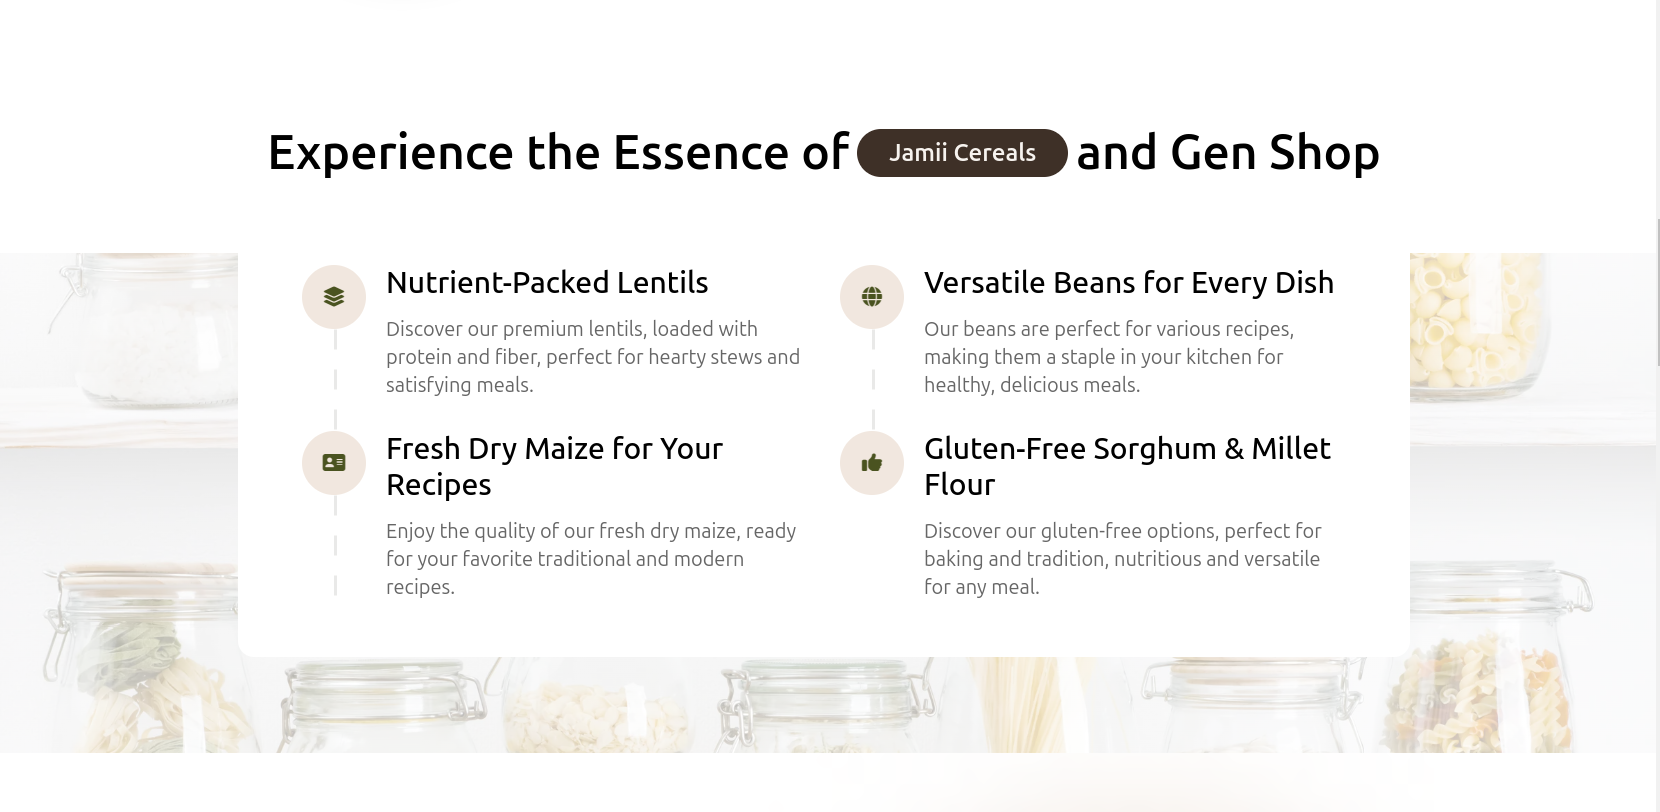 Experience the Essence of Jamii Cereals and Gen Shop
Nutrient-Packed Lentils
Discover our premium lentils, loaded with
protein and fiber, perfect for hearty stews and
satisfying meals.
Versatile Beans for Every Dish
Our beans are perfect for various recipes,
making them a staple in your kitchen for
healthy, delicious meals.
Fresh Dry Maize for Your
Recipes
Enjoy the quality of our fresh dry maize, ready
for your favorite traditional and modern
recipes.
Gluten-Free Sorghum & Millet
Flour
Discover our gluten-free options, perfect for
baking and tradition, nutritious and versatile
for any meal.